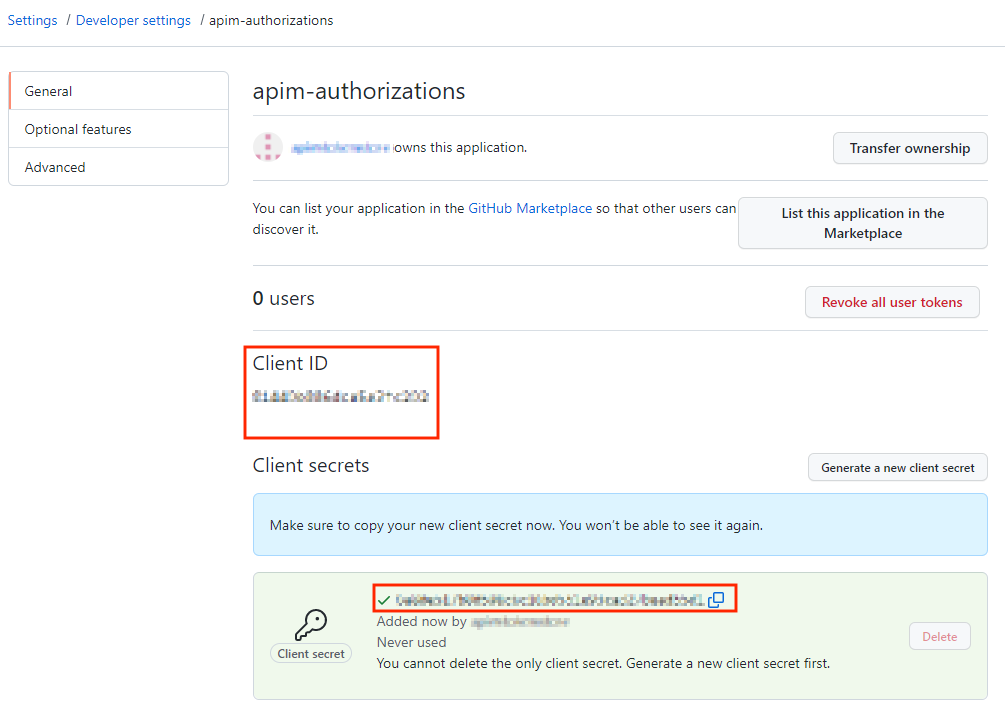 Settings / Developer settings / apim-authorizations
General
Optional features
Advanced
apim-authorizations
owns this application.
Transfer ownership
You can list your application in the GitHub Marketplace so that other users can
discover it.
List this application in the
Marketplace
0 users
Revoke all user tokens
Client ID
Client secrets
Generate a new client secret
Make sure to copy your new client secret now. You won't be able to see it again.
Client secret
Added now by
Never used
You cannot delete the only client secret. Generate a new client secret first.
Delete